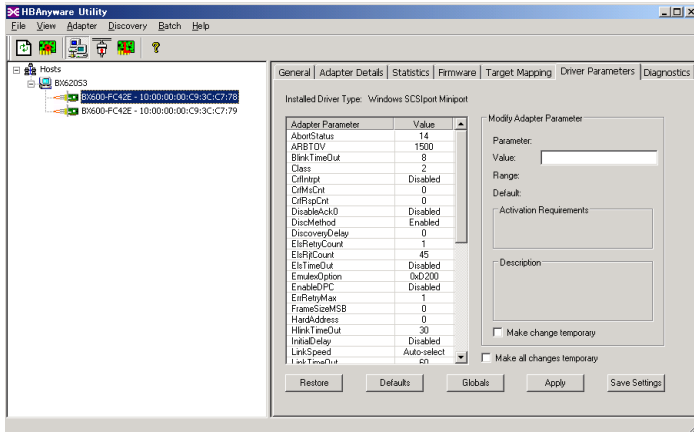 HBAnyware Utility
File View Adapter Discovery Batch Help
Hosts
BX620S3
BX600-FC42E - 10:00:00:00:C9:3C:C7:78
BX600-FC42E - 10:00:00:00:C9:3C:C7:79
General Adapter Details Statistics Firmware Target Mapping Driver Parameters Diagnostics
Installed Driver Type: Windows SCSIport Miniport
Adapter Parameter Value
AbortStatus 14
ARBTOV 1500
BlinkTimeOut 8
Class 2
CrfIntrpt Disabled
CrfMsCnt 0
CrfRspCnt 0
DisableAck0 Disabled
DiscMethod Enabled
DiscoveryDelay 0
ElsRetryCount 1
ElsRjtCount 45
ElsTimeOut Disabled
EmulexOption 0xD200
EnableDPC Disabled
ErrRetryMax 1
FrameSizeMSB 0
HardAddress 0
HlinkTimeOut 30
InitialDelay Disabled
LinkSpeed Auto-select
LinkTimeOut 60
Modify Adapter Parameter
Parameter:
Value:
Range:
Default:
Activation Requirements
Description
Make change temporary
Make all changes temporary
Restore Defaults Globals Apply Save Settings